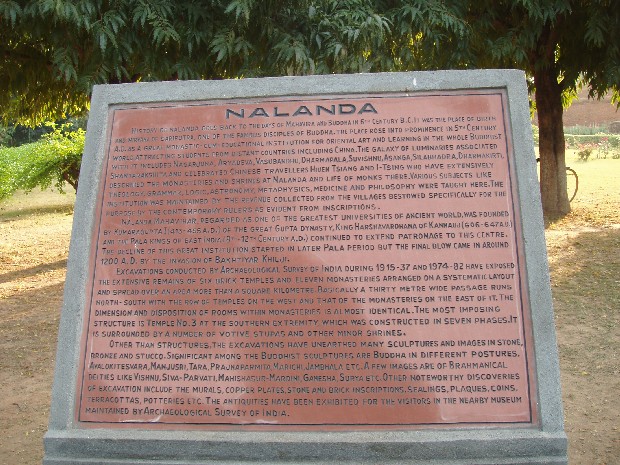 NALANDA
HISTORY OF NALANDA GOES BACK TO THE DAYS OF MAHAVIRA AND BUDDHA IN 6TH CENTURY B.C. IT WAS THE PLACE OF BIRTH
AND NIRVANA OF SARIPUTRA, ONE OF THE FAMOUS DISCIPLES OF BUDDHA. THE PLACE ROSE INTO PROMINENCE IN 5TH CENTURY
A.D. AS A GREAT MONASTIC-CUM-EDUCATIONAL INSTITUTION FOR ORIENTAL ART AND LEARNING IN THE WHOLE BUDDHIST
WORLD, ATTRACTING STUDENTS FROM DISTANT COUNTRIES INCLUDING CHINA. THE GALAXY OF LUMINARIES ASSOCIATED
WITH IT INCLUDED NAGARJUNA, ARYADEVA, VASUBANDHU, DHARMAPALA, SUVISHNU, ASANGA, SILABHADRA, DHARMAKIRTI,
SHANTARAKSHITA AND CELEBRATED CHINESE TRAVELLERS HIUEN TSIANG AND I-TSING WHO HAVE EXTENSIVELY
DESCRIBED THE MONASTERIES AND SHRINES AT NALANDA AND LIFE OF MONKS THERE. VARIOUS SUBJECTS LIKE
THEOLOGY, GRAMMAR, LOGIC, ASTRONOMY, METAPHYSICS, MEDICINE AND PHILOSOPHY WERE TAUGHT HERE. THE
INSTITUTION WAS MAINTAINED BY THE REVENUE COLLECTED FROM THE VILLAGES BESTOWED SPECIFICALLY FOR THE
PURPOSE BY THE CONTEMPORARY RULERS AS EVIDENT FROM INSCRIPTIONS.
NALANDA MAHAVIHAR, REGARDED AS ONE OF THE GREATEST UNIVERSITIES OF ANCIENT WORLD, WAS FOUNDED
BY KUMARGUPTA I (413-455 A.D.) OF THE GREAT GUPTA DYNASTY. KING HARSHAVARDHANA OF KANNAUJ (606-647 A.D.)
AND THE PALA KINGS OF EAST INDIA (8TH-12TH CENTURY A.D.) CONTINUED TO EXTEND PATRONAGE TO THIS CENTRE.
THE DECLINE OF THIS GREAT INSTITUTION STARTED IN LATER PALA PERIOD BUT THE FINAL BLOW CAME IN AROUND
1200 A.D. BY THE INVASION OF BAKHTIYAR KHILJI.
EXCAVATIONS CONDUCTED BY ARCHAEOLOGICAL SURVEY OF INDIA DURING 1915-37 AND 1974-82 HAVE EXPOSED
THE EXTENSIVE REMAINS OF SIX BRICK TEMPLES AND ELEVEN MONASTERIES ARRANGED ON A SYSTEMATIC LAYOUT
AND SPREAD OVER AN AREA MORE THAN A SQUARE KILOMETRE. BASICALLY A THIRTY METRE WIDE PASSAGE RUNS
NORTH-SOUTH WITH THE ROW OF TEMPLES ON THE WEST AND THAT OF THE MONASTERIES ON THE EAST OF IT. THE
DIMENSION AND DISPOSITION OF ROOMS WITHIN MONASTERIES IS ALMOST IDENTICAL. THE MOST IMPOSING
STRUCTURE IS TEMPLE NO. 3 AT THE SOUTHERN EXTREMITY WHICH WAS CONSTRUCTED IN SEVEN PHASES. IT
IS SURROUNDED BY A NUMBER OF VOTIVE STUPAS AND OTHER MINOR SHRINES.
OTHER THAN STRUCTURES, THE EXCAVATIONS HAVE UNEARTHED MANY SCULPTURES AND IMAGES IN STONE,
BRONZE AND STUCCO. SIGNIFICANT AMONG THE BUDDHIST SCULPTURES ARE BUDDHA IN DIFFERENT POSTURES,
AVALOKITESVARA, MANJUSRI, TARA, PRAJNAPARMITA, MARICHI, JAMBHALA ETC. A FEW IMAGES ARE OF BRAHMANICAL
DEITIES LIKE VISHNU, SIVA-PARVATI, MAHISHASUR-MARDINI, GANESHA, SURYA ETC. OTHER NOTEWORTHY DISCOVERIES
OF EXCAVATION INCLUDE THE MURALS, COPPER PLATES, STONE AND BRICK INSCRIPTIONS, SEALINGS, PLAQUES, COINS,
TERRACOTTAS, POTTERIES ETC. THE ANTIQUITIES HAVE BEEN EXHIBITED FOR THE VISITORS IN THE NEARBY MUSEUM
MAINTAINED BY ARCHAEOLOGICAL SURVEY OF INDIA.